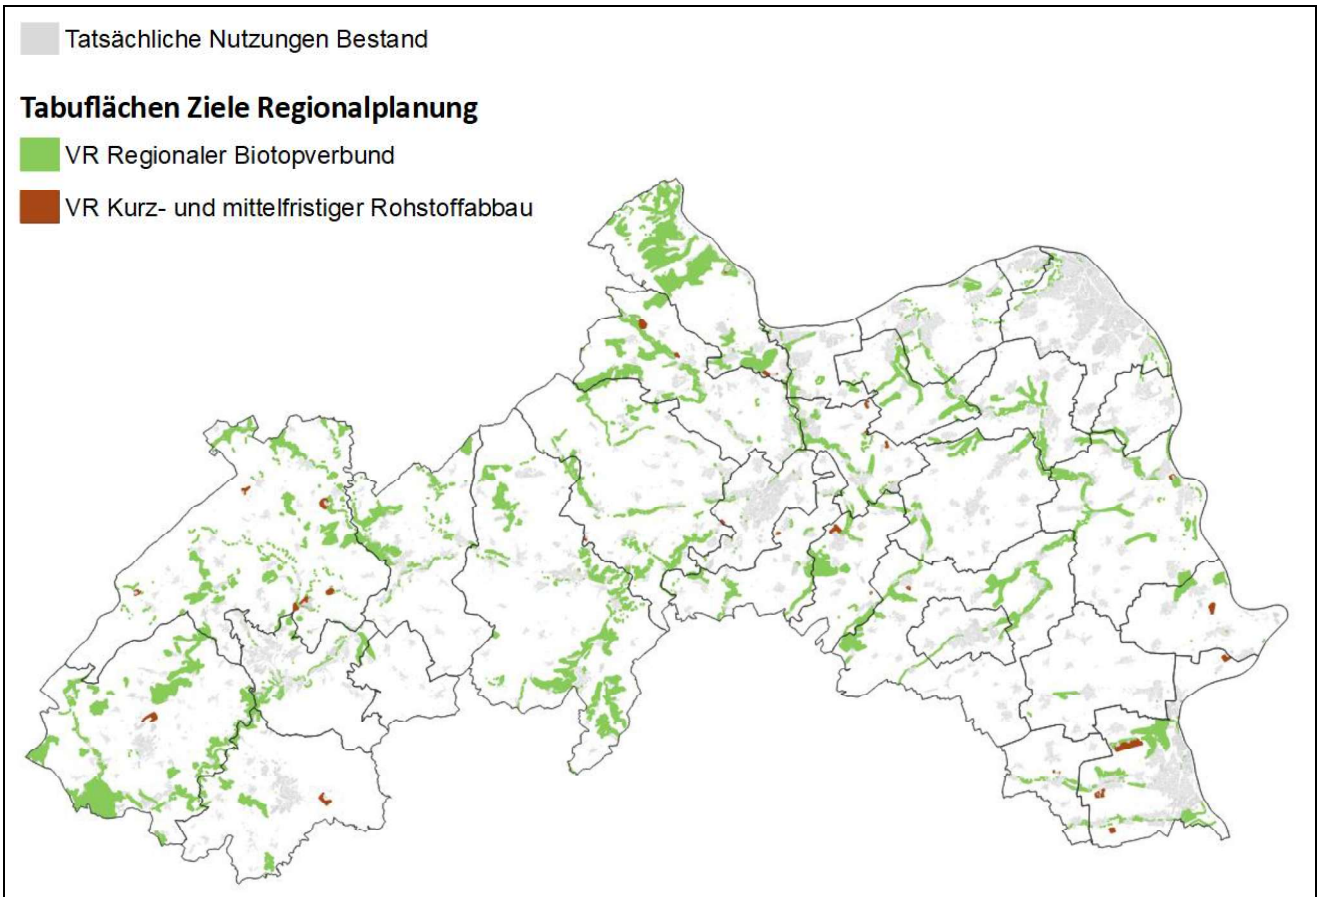 Tatsächliche Nutzungen Bestand
Tabuflächen Ziele Regionalplanung
VR Regionaler Biotopverbund
VR Kurz- und mittelfristiger Rohstoffabbau